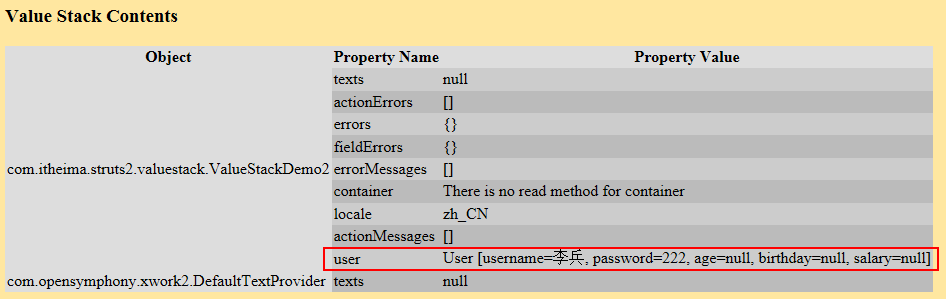 Value Stack Contents
Object Property Name Property Value
texts null
actionErrors []
errors {}
fieldErrors {}
com.itheima.struts2.valuestack.ValueStackDemo2 errorMessages []
container There is no read method for container
locale zh_CN
actionMessages []
user User [username=李兵, password=222, age=null, birthday=null, salary=null]
com.opensymphony.xwork2.DefaultTextProvider texts null